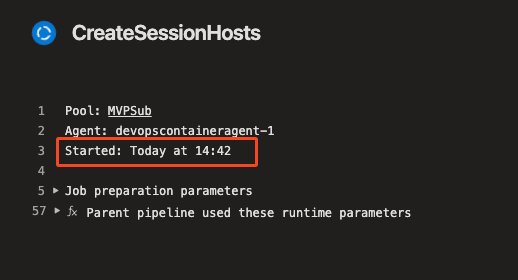 CreateSessionHosts
1 Pool: MVPSub
2 Agent: devopscontaineragent-1
3 Started: Today at 14:42
4
5 Job preparation parameters
57 fx Parent pipeline used these runtime parameters